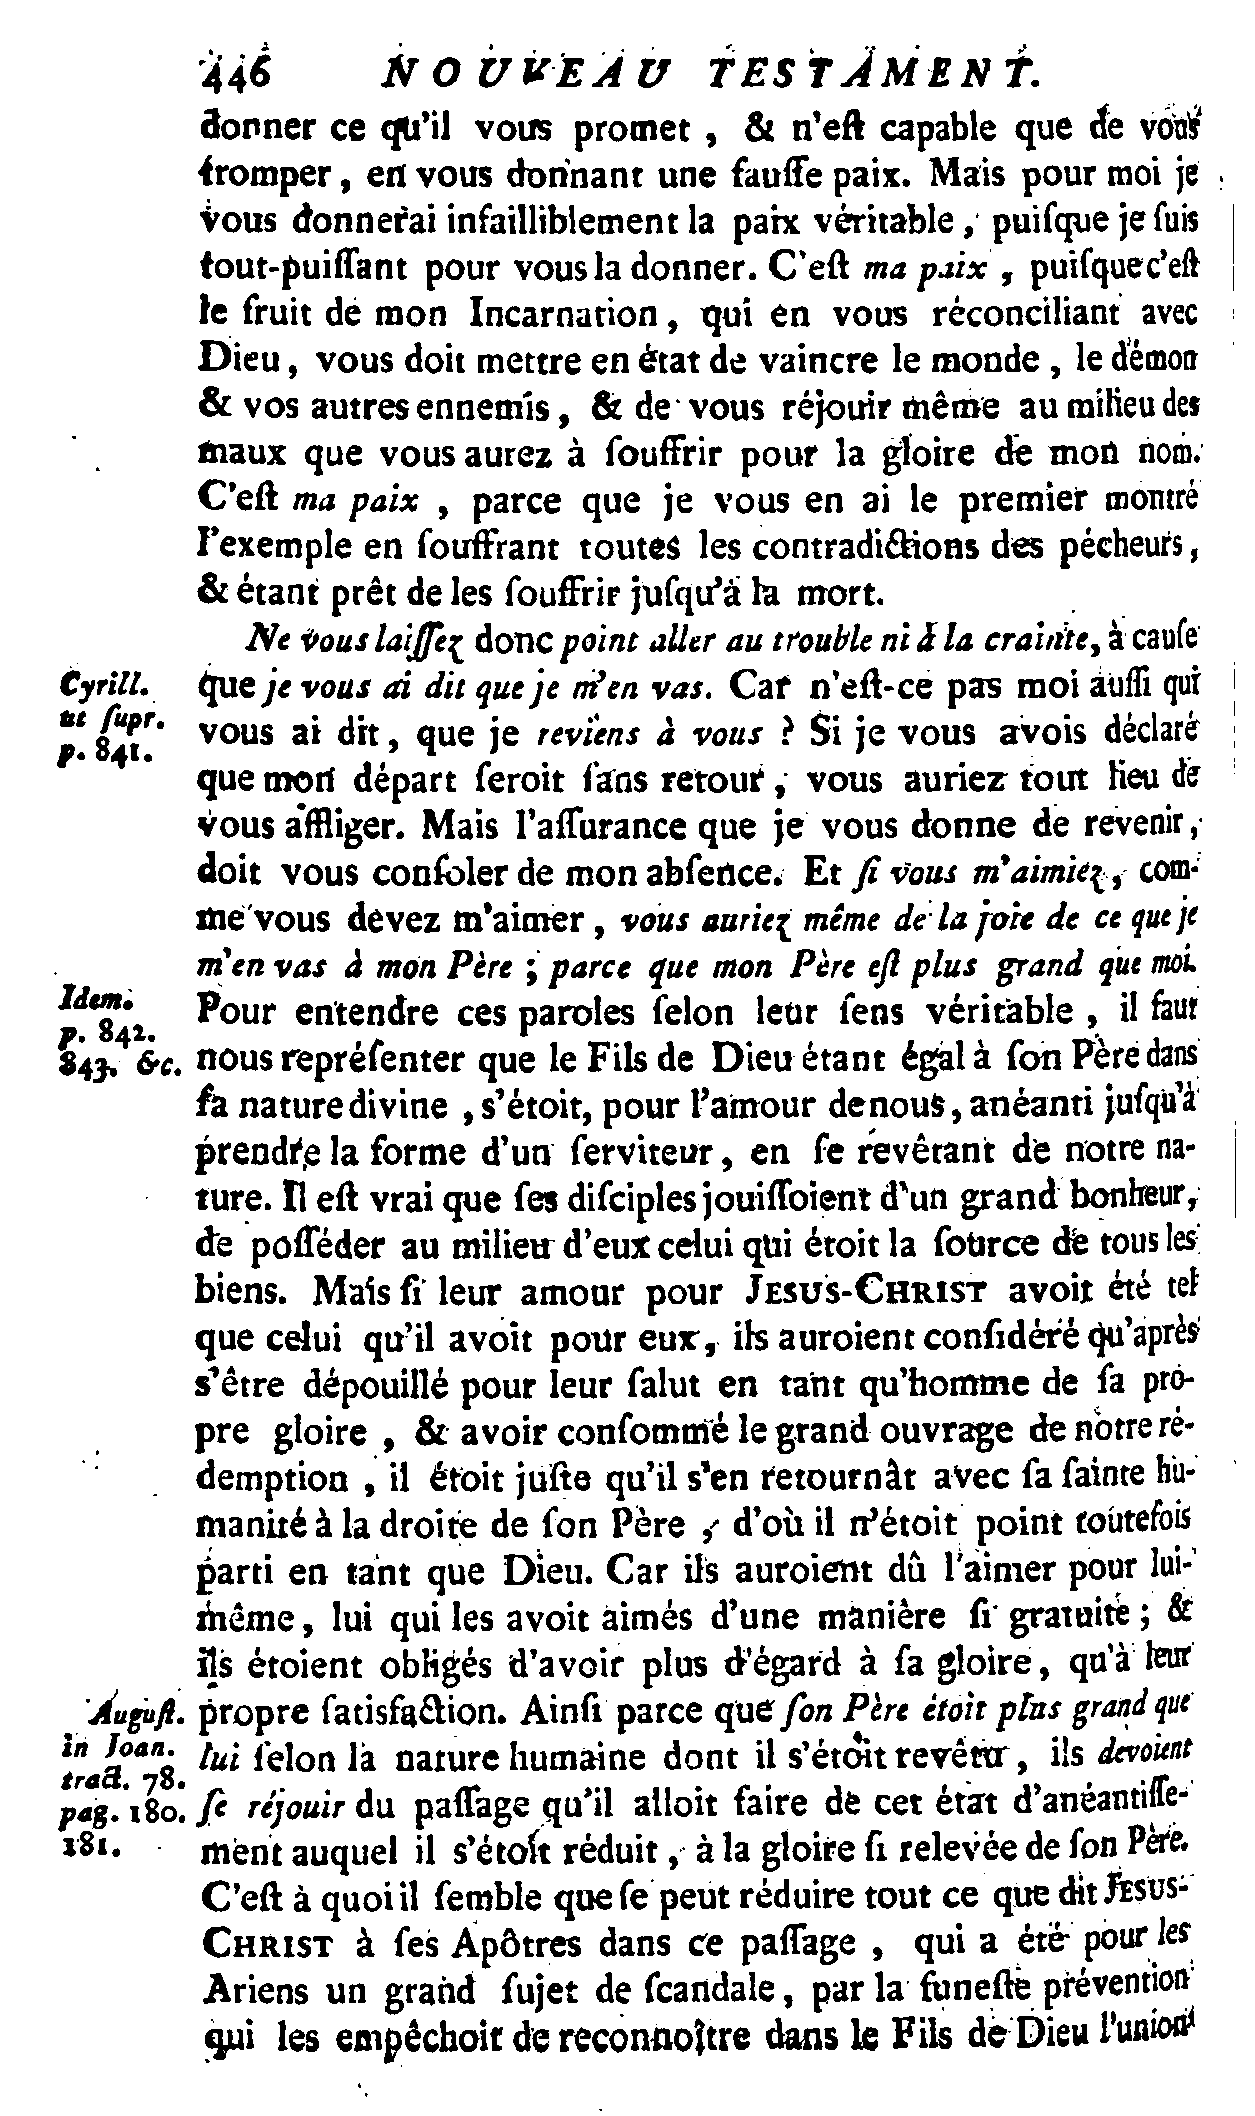 446 NOUVEAU TESTAMENT.
donner ce qu'il vous promet , & n'eſt capable que de vous
tromper , en vous donnant une fauſſe paix. Mais pour moi je
vous donnerai infailliblement la paix véritable , puiſque je ſuis
tout-puiſſant pour vous la donner. C'eſt ma paix , puiſque c'eſt
le fruit de mon Incarnation , qui en vous réconciliant avec
Dieu , vous doit mettre en état de vaincre le monde , le démon
& vos autres ennemis , & de vous réjouir même au milieu des
maux que vous aurez à ſouffrir pour la gloire de mon nom.
C'eſt ma paix , parce que je vous en ai le premier montré
l'exemple en ſouffrant toutes les contradictions des pécheurs ,
& étant prêt de les ſouffrir juſqu'à la mort.
Ne vous laiſſez donc point aller au trouble ni à la crainte, à cauſe
Cyrill.
ut ſupr.
p. 841.
que je vous ai dit que je m'en vas. Car n'eſt-ce pas moi auſſi qui
vous ai dit , que je reviens à vous ? Si je vous avois déclaré
que mon départ ſeroit ſans retour , vous auriez tout lieu de
vous affliger. Mais l'aſſurance que je vous donne de revenir ,
doit vous conſoler de mon abſence. Et ſi vous m'aimiez , com-
me vous devez m'aimer , vous auriez même de la joie de ce que je
m'en vas à mon Père ; parce que mon Père eſt plus grand que moi.
Idem.
p. 842.
843. &c.
Pour entendre ces paroles ſelon leur ſens véritable , il faut
nous repréſenter que le Fils de Dieu étant égal à ſon Père dans
ſa nature divine , s'étoit, pour l'amour de nous , anéanti juſqu'à
prendre la forme d'un ſerviteur , en ſe revêtant de notre na-
ture. Il eſt vrai que ſes diſciples jouiſſoient d'un grand bonheur ,
de poſſéder au milieu d'eux celui qui étoit la ſource de tous les
biens. Mais ſi leur amour pour JESUS-CHRIST avoit été tel
que celui qu'il avoit pour eux , ils auroient conſidéré qu'après
s'être dépouillé pour leur ſalut en tant qu'homme de ſa pro-
pre gloire , & avoir conſommé le grand ouvrage de notre ré-
demption , il étoit juſte qu'il s'en retournât avec ſa ſainte hu-
manité à la droite de ſon Père , d'où il n'étoit point toutefois
parti en tant que Dieu. Car ils auroient dû l'aimer pour lui-
même , lui qui les avoit aimés d'une manière ſi gratuite ; &
ils étoient obligés d'avoir plus d'égard à ſa gloire , qu'à leur
Auguſt.
in Joan.
tract. 78.
pag. 180.
181.
propre ſatisfaction. Ainſi parce que ſon Père étoit plus grand que
lui ſelon la nature humaine dont il s'étoit revêtu , ils devoient
ſe réjouir du paſſage qu'il alloit faire de cet état d'anéantiſſe-
ment auquel il s'étoit réduit , à la gloire ſi relevée de ſon Père.
C'eſt à quoi il ſemble que ſe peut réduire tout ce que dit JESUS-
CHRIST à ſes Apôtres dans ce paſſage , qui a été pour les
Ariens un grand ſujet de ſcandale , par la funeſte prévention
qui les empêchoit de reconnoître dans le Fils de Dieu l'union